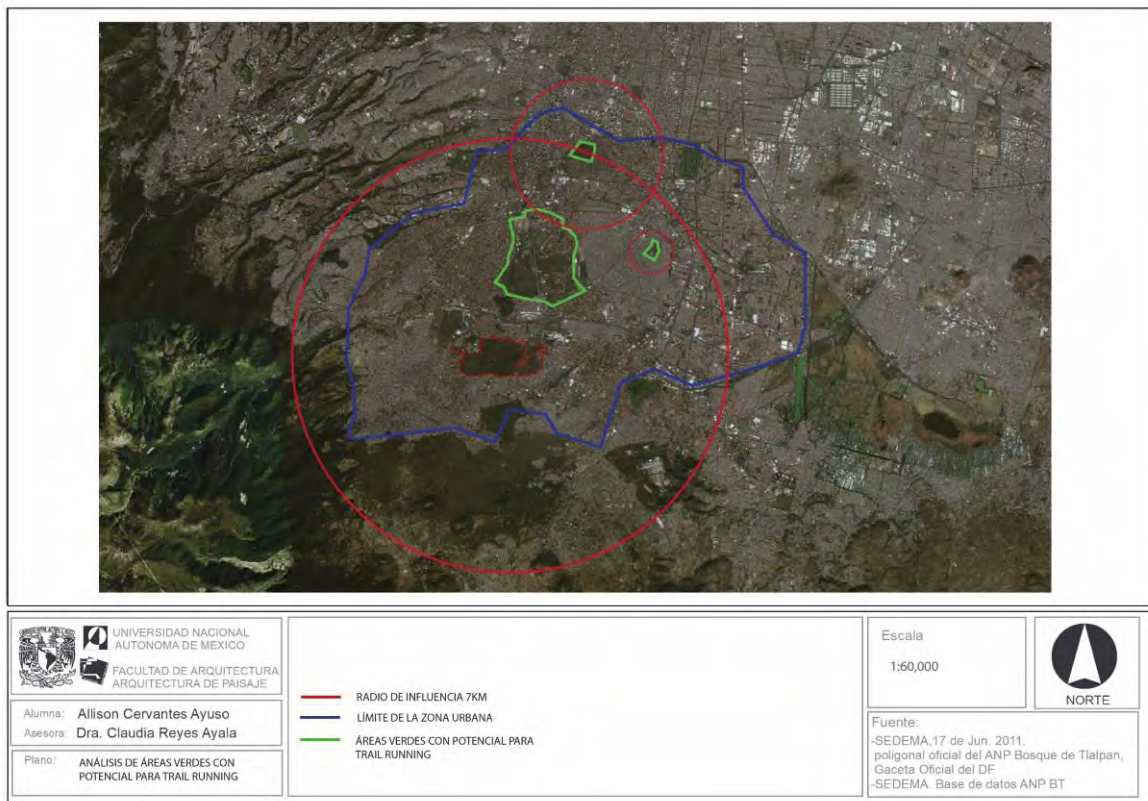 UNIVERSIDAD NACIONAL
AUTONOMA DE MEXICO
FACULTAD DE ARQUITECTURA
ARQUITECTURA DE PAISAJE
Alumna: Allison Cervantes Ayuso
Asesora: Dra. Claudia Reyes Ayala
Plano: ANÁLISIS DE ÁREAS VERDES CON
POTENCIAL PARA TRAIL RUNNING
RADIO DE INFLUENCIA 7KM
LÍMITE DE LA ZONA URBANA
ÁREAS VERDES CON POTENCIAL PARA
TRAIL RUNNING
Escala
1:60,000
NORTE
Fuente:
-SEDEMA,17 de Jun. 2011.
poligonal oficial del ANP Bosque de Tlalpan,
Gaceta Oficial del DF
-SEDEMA. Base de datos ANP BT